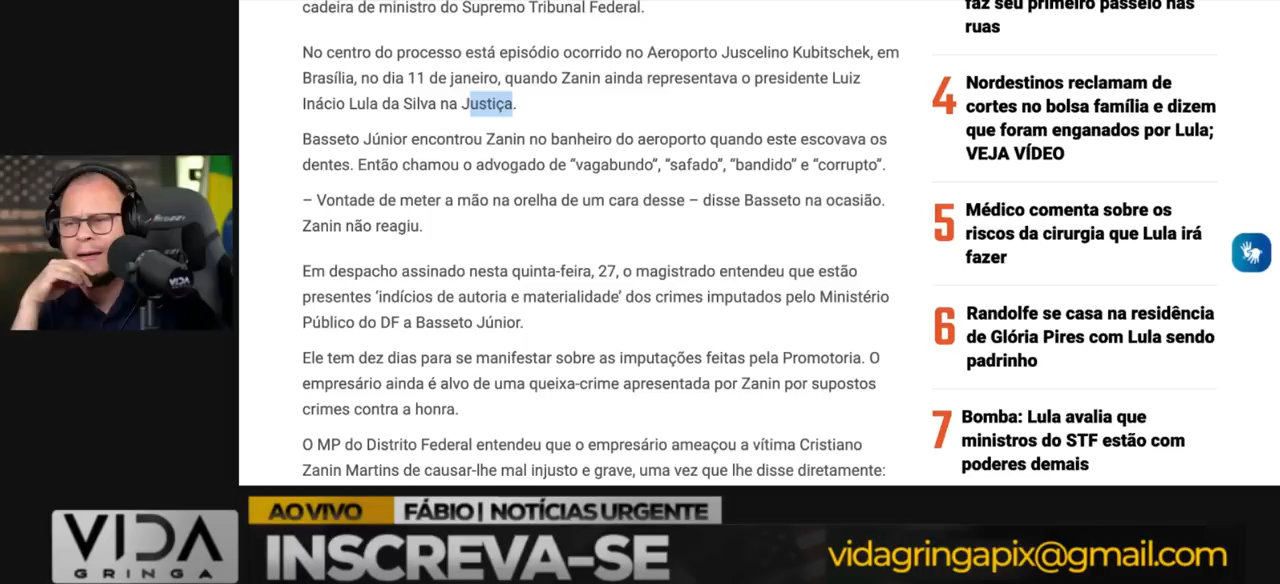 cadeira de ministro do Supremo Tribunal Federal.
No centro do processo está episódio ocorrido no Aeroporto Juscelino Kubitschek, em
Brasília, no dia 11 de janeiro, quando Zanin ainda representava o presidente Luiz
Inácio Lula da Silva na Justiça.
Basseto Júnior encontrou Zanin no banheiro do aeroporto quando este escovava os
dentes. Então chamou o advogado de “vagabundo”, “safado”, “bandido” e “corrupto”.
– Vontade de meter a mão na orelha de um cara desse – disse Basseto na ocasião.
Zanin não reagiu.
Em despacho assinado nesta quinta-feira, 27, o magistrado entendeu que estão
presentes ‘indícios de autoria e materialidade’ dos crimes imputados pelo Ministério
Público do DF a Basseto Júnior.
Ele tem dez dias para se manifestar sobre as imputações feitas pela Promotoria. O
empresário ainda é alvo de uma queixa-crime apresentada por Zanin por supostos
crimes contra a honra.
O MP do Distrito Federal entendeu que o empresário ameaçou a vítima Cristiano
Zanin Martins de causar-lhe mal injusto e grave, uma vez que lhe disse diretamente:
faz seu primeiro passeio nas
ruas
4 Nordestinos reclamam de
cortes no bolsa família e dizem
que foram enganados por Lula;
VEJA VÍDEO
5 Médico comenta sobre os
riscos da cirurgia que Lula irá
fazer
6 Randolfe se casa na residência
de Glória Pires com Lula sendo
padrinho
7 Bomba: Lula avalia que
ministros do STF estão com
poderes demais
VIDA
VIDA
GRINGA
AO VIVO FÁBIO | NOTÍCIAS URGENTE
INSCREVA-SE
vidagringapix@gmail.com